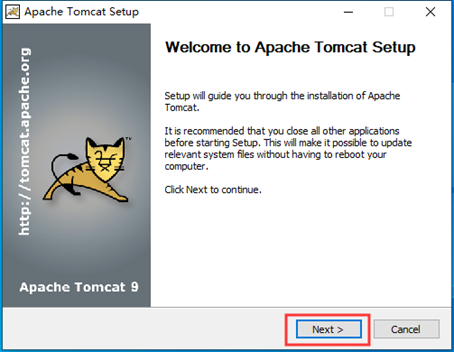 Apache Tomcat Setup
http://tomcat.apache.org
TM
Apache Tomcat 9
Welcome to Apache Tomcat Setup
Setup will guide you through the installation of Apache
Tomcat.
It is recommended that you close all other applications
before starting Setup. This will make it possible to update
relevant system files without having to reboot your
computer.
Click Next to continue.
Next >
Cancel